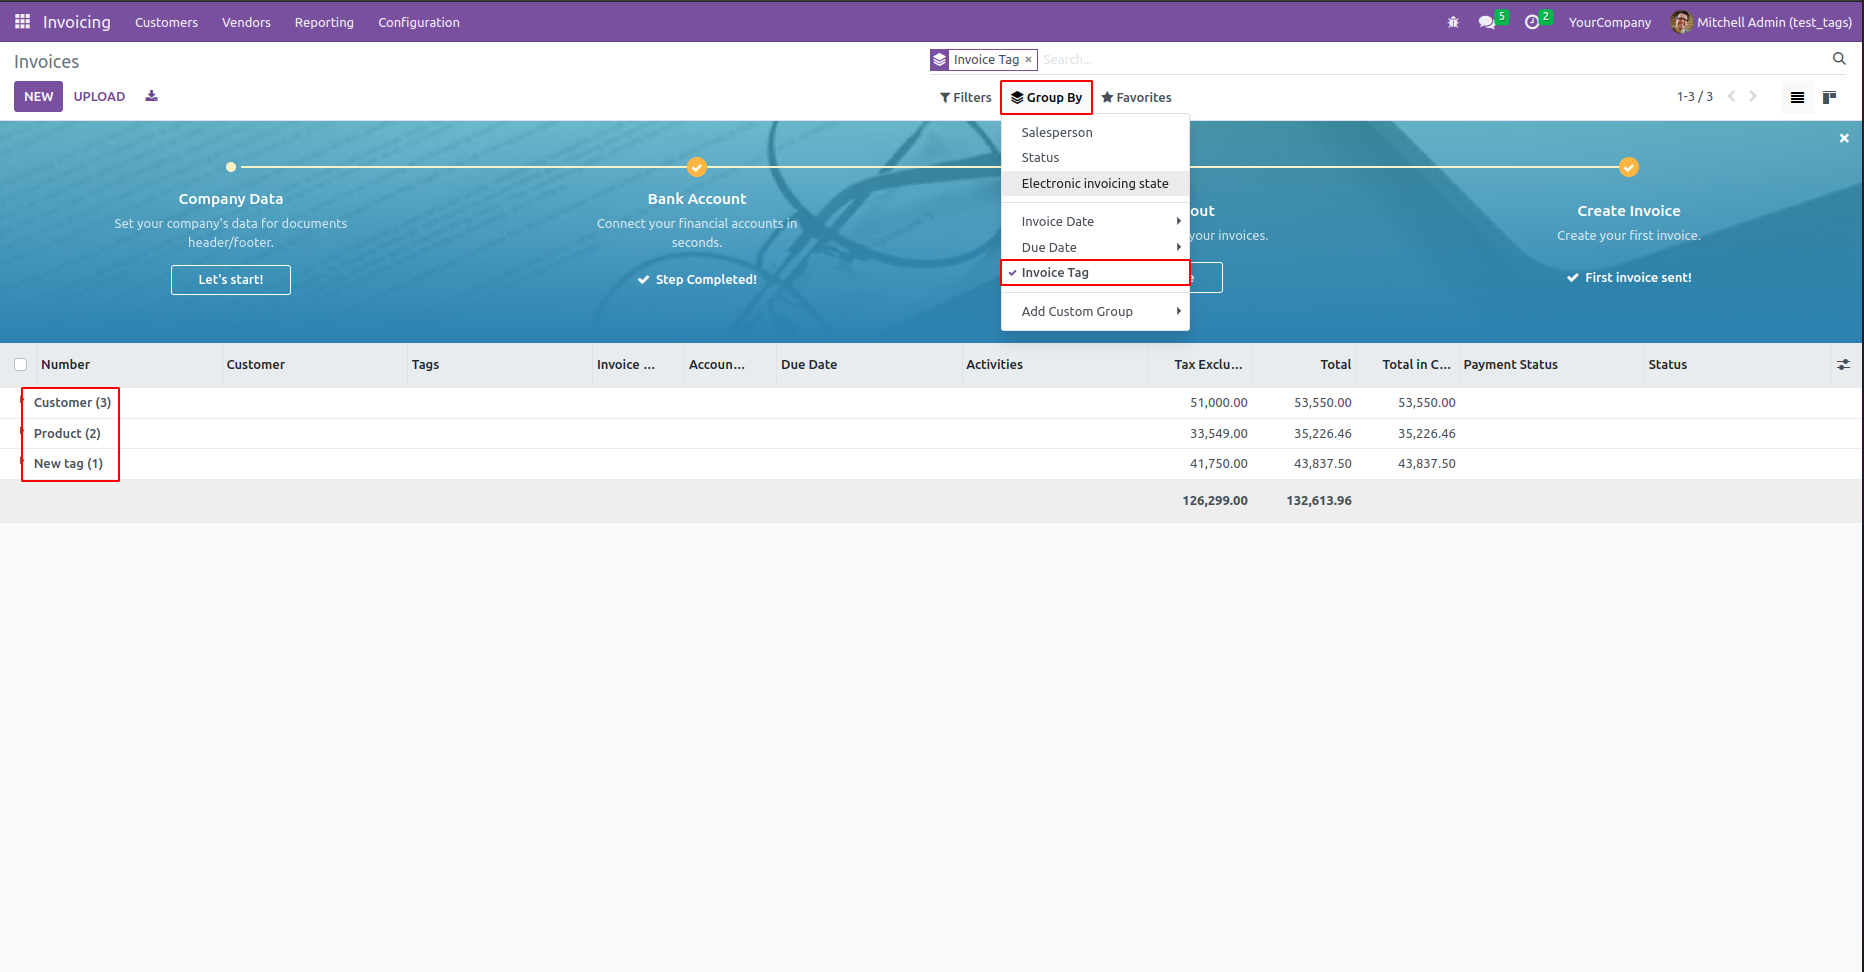 Invoicing Customers Vendors Reporting Configuration 5 2 YourCompany Mitchell Admin (test_tags)
Invoices Invoice Tag × Search...
NEW UPLOAD Filters Group By Favorites 1-3 / 3
Salesperson
Status
Electronic invoicing state
Invoice Date
Due Date
Invoice Tag
Add Custom Group
Company Data
Set your company's data for documents
header/footer.
Let's start!
Bank Account
Connect your financial accounts in
seconds.
Step Completed!
out
your invoices.
Create Invoice
Create your first invoice.
First invoice sent!
Number Customer Tags Invoice ... Accoun... Due Date Activities Tax Exclu... Total Total in C... Payment Status Status
Customer (3) 51,000.00 53,550.00 53,550.00
Product (2) 33,549.00 35,226.46 35,226.46
New tag (1) 41,750.00 43,837.50 43,837.50
126,299.00 132,613.96